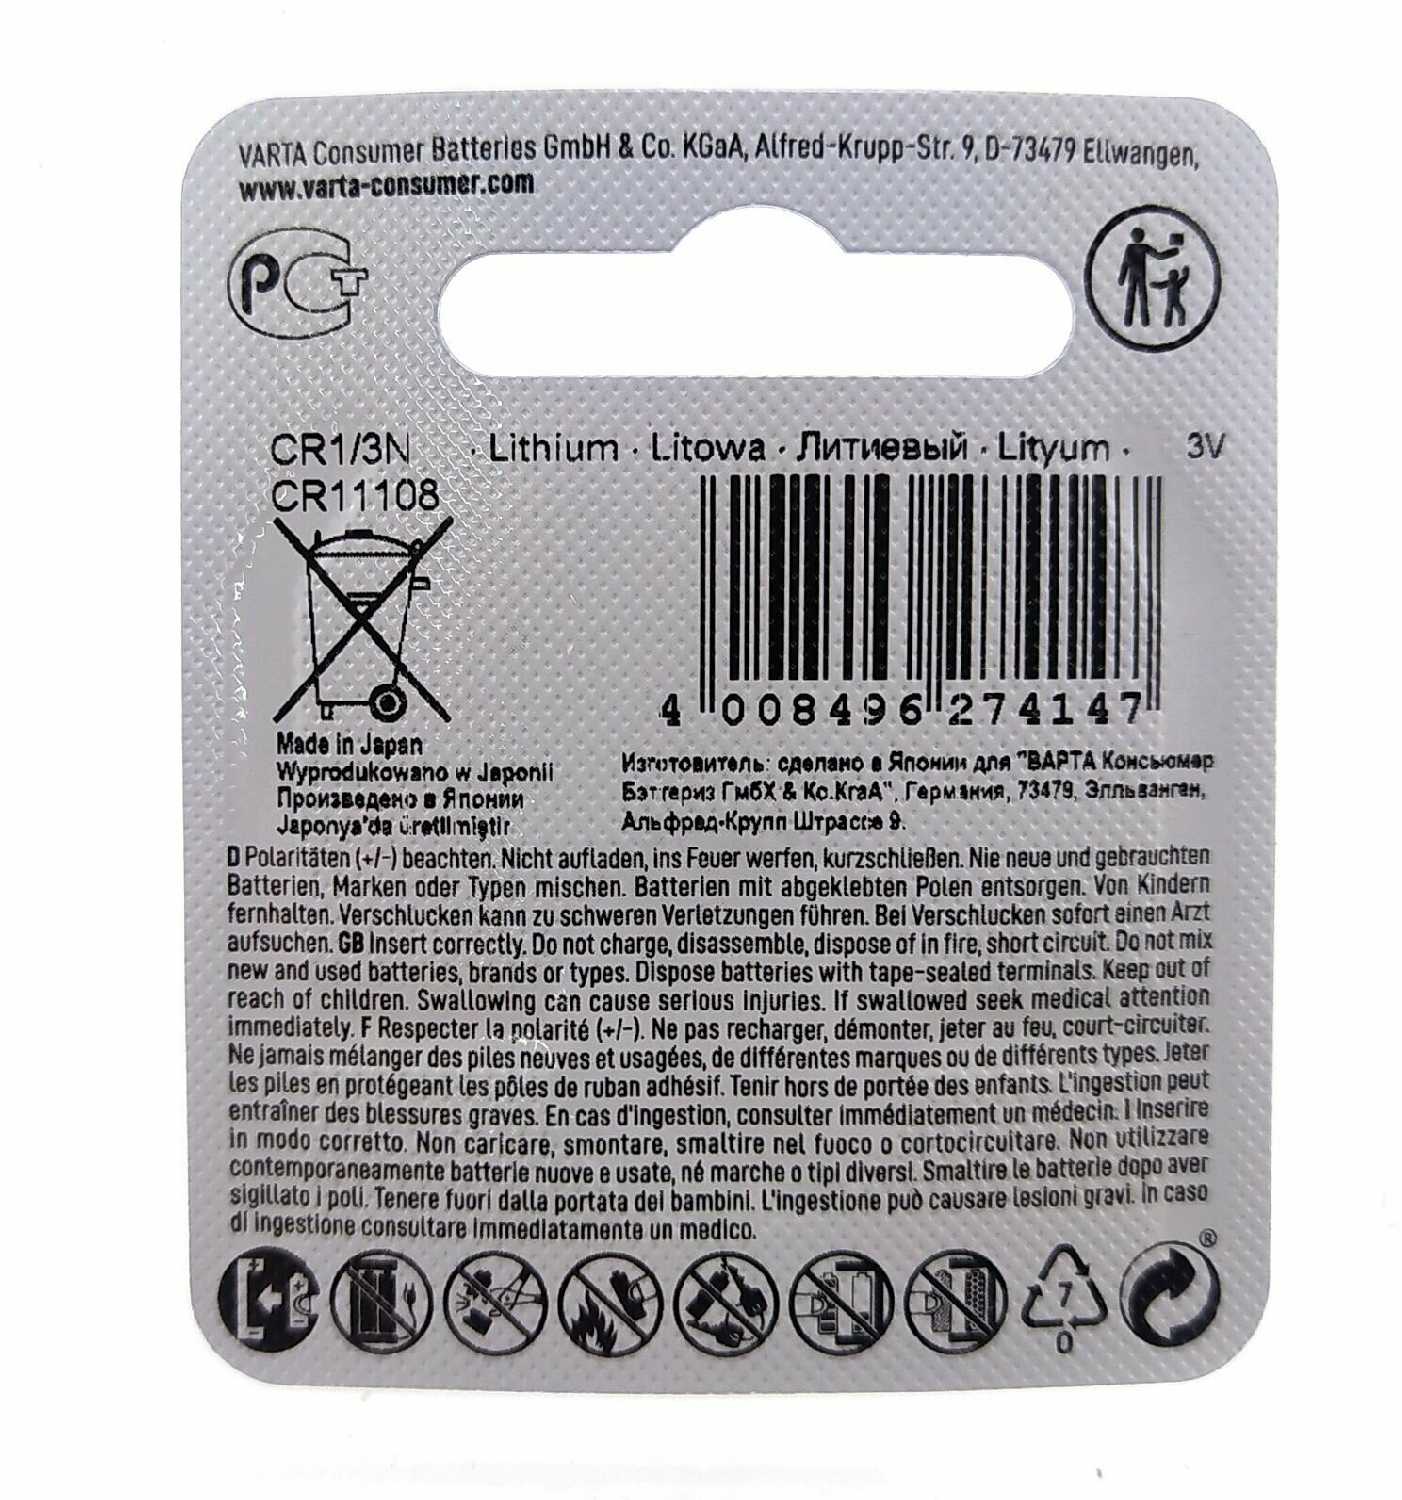 VARTA Consumer Batteries GmbH & Co. KGaA, Alfred-Krupp-Str. 9, D-73479 Ellwangen,
www.varta-consumer.com
РСТ
CR1/3N · Lithium · Litowa · Литиевый · Lityum · 3V
CR11108
4 008496 274147
Made in Japan
Wyprodukowano w Japonii
Произведено в Японии
Japonya'da üretilmiştir
Изготовитель: сделано в Японии для "ВАРТА Консьюмер
Бэттериз ГмбХ & Ко.КгаА", Германия, 73479, Элльванген,
Альфред-Крупп Штрассе 9.
D Polaritäten (+/-) beachten. Nicht aufladen, ins Feuer werfen, kurzschließen. Nie neue und gebrauchten
Batterien, Marken oder Typen mischen. Batterien mit abgeklebten Polen entsorgen. Von Kindern
fernhalten. Verschlucken kann zu schweren Verletzungen führen. Bei Verschlucken sofort einen Arzt
aufsuchen. GB Insert correctly. Do not charge, disassemble, dispose of in fire, short circuit. Do not mix
new and used batteries, brands or types. Dispose batteries with tape-sealed terminals. Keep out of
reach of children. Swallowing can cause serious injuries. If swallowed seek medical attention
immediately. F Respecter la polarité (+/-). Ne pas recharger, démonter, jeter au feu, court-circuiter.
Ne jamais mélanger des piles neuves et usagées, de différentes marques ou de différents types. Jeter
les piles en protégeant les pôles de ruban adhésif. Tenir hors de portée des enfants. L'ingestion peut
entraîner des blessures graves. En cas d'ingestion, consulter immédiatement un médecin. I Inserire
in modo corretto. Non caricare, smontare, smaltire nel fuoco o cortocircuitare. Non utilizzare
contemporaneamente batterie nuove e usate, né marche o tipi diversi. Smaltire le batterie dopo aver
sigillato i poli. Tenere fuori dalla portata dei bambini. L'ingestione può causare lesioni gravi. In caso
di ingestione consultare immediatamente un medico.
7
0
®